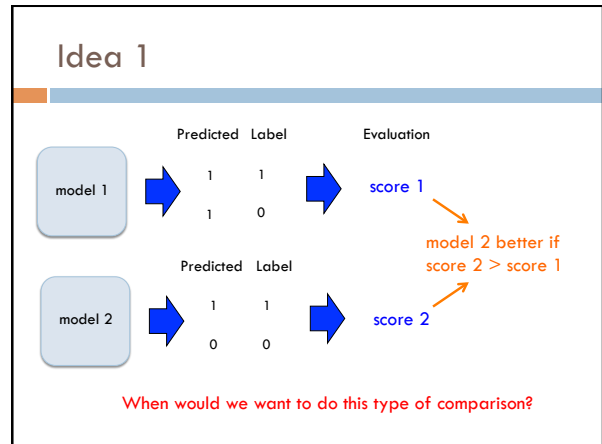 Idea 1
Predicted Label Evaluation
model 1
1 1
1 0
score 1
model 2 better if
score 2 > score 1
Predicted Label
model 2
1 1
0 0
score 2
When would we want to do this type of comparison?